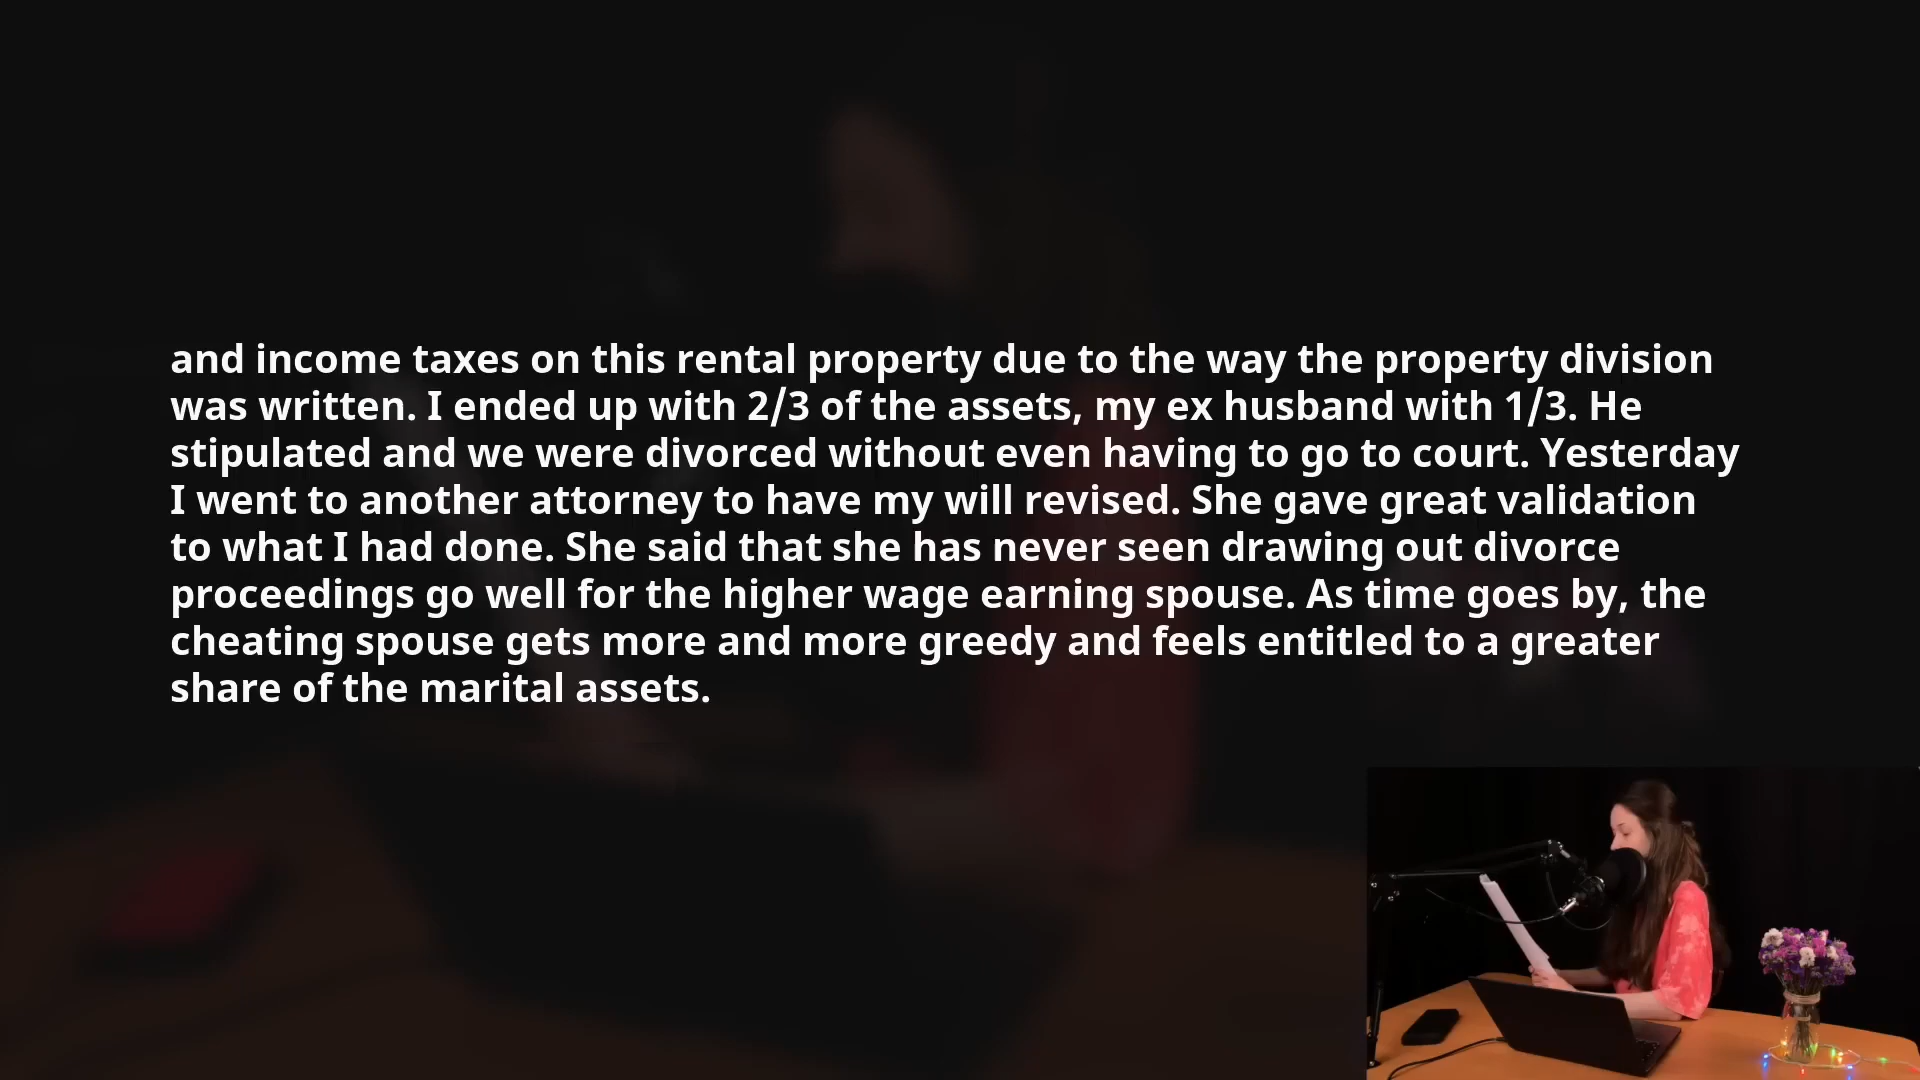 and income taxes on this rental property due to the way the property division
was written. I ended up with 2/3 of the assets, my ex husband with 1/3. He
stipulated and we were divorced without even having to go to court. Yesterday
I went to another attorney to have my will revised. She gave great validation
to what I had done. She said that she has never seen drawing out divorce
proceedings go well for the higher wage earning spouse. As time goes by, the
cheating spouse gets more and more greedy and feels entitled to a greater
share of the marital assets.